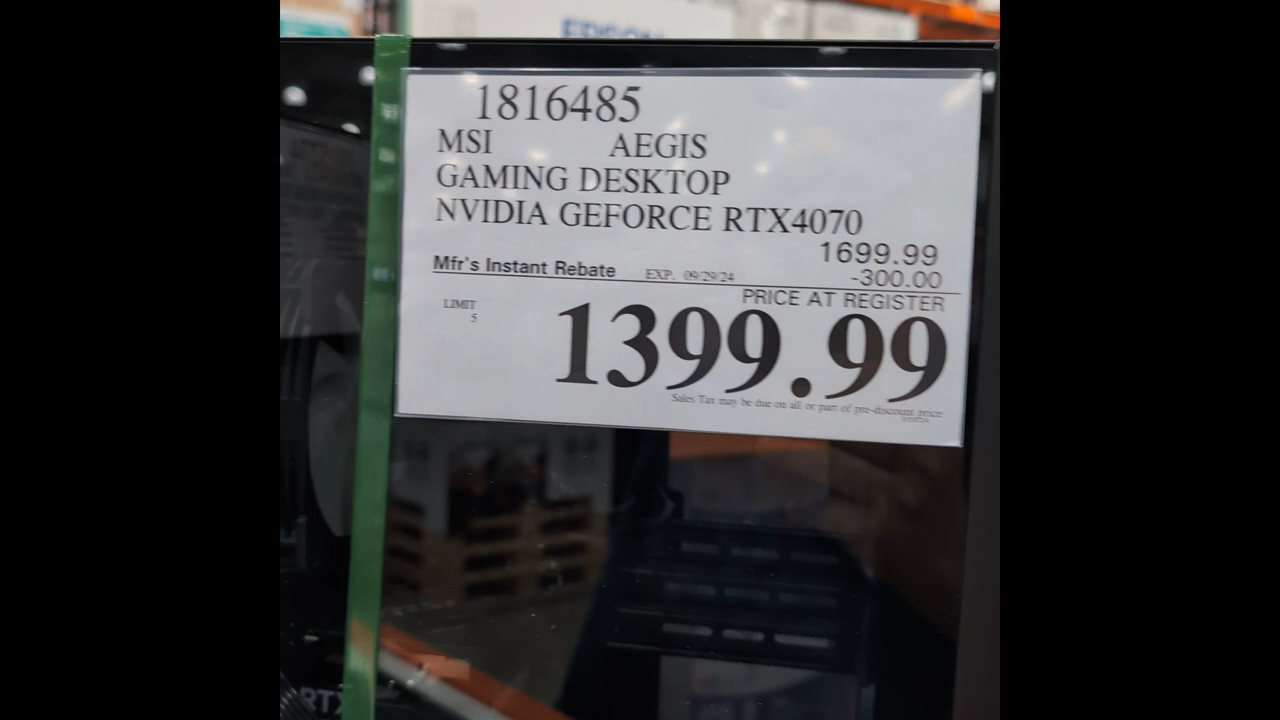 EPSON
1816485
MSI AEGIS
GAMING DESKTOP
NVIDIA GEFORCE RTX4070
1699.99
Mfr's Instant Rebate EXP. 09/29/24 -300.00
PRICE AT REGISTER
LIMIT
5
1399.99
Sales Tax may be due on all or part of pre-discount price
RTX